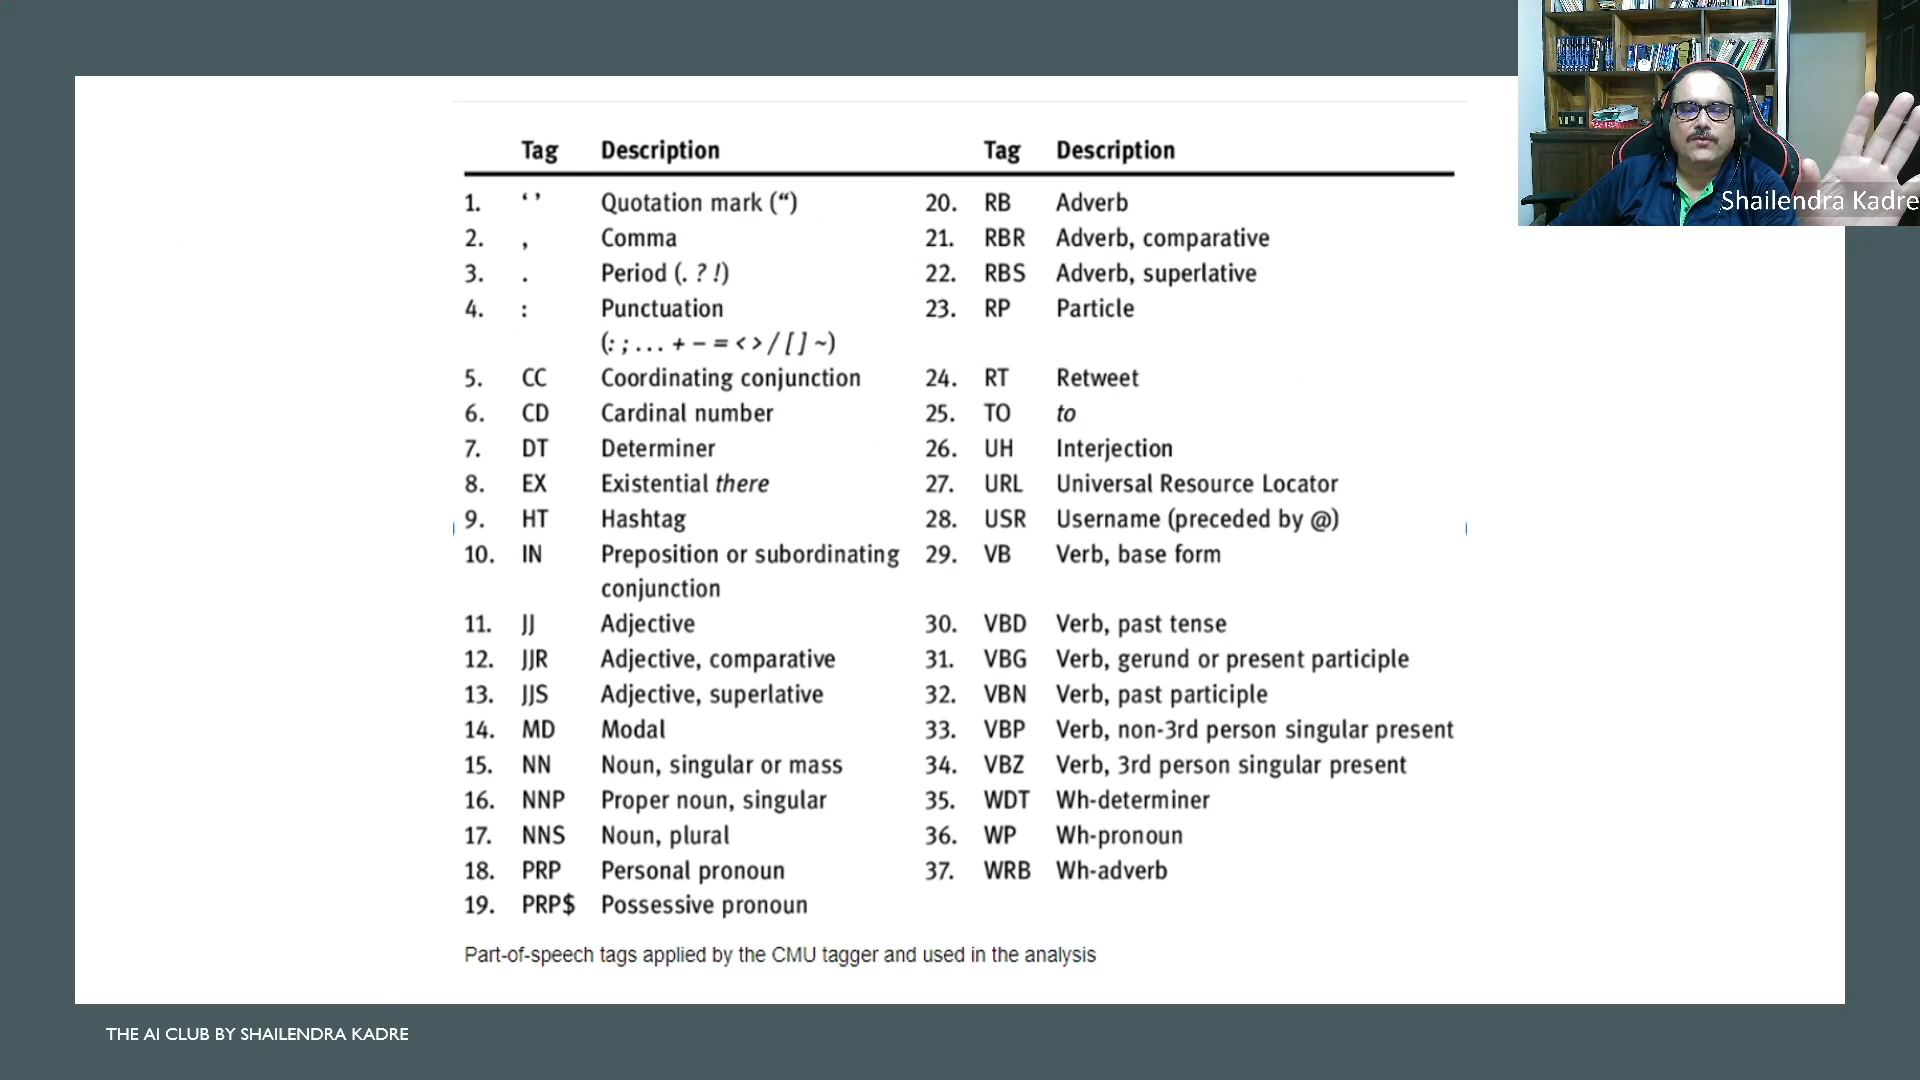 Tag Description Tag Description
1. ‘ ’ Quotation mark (“) 20. RB Adverb
2. , Comma 21. RBR Adverb, comparative
3. . Period (. ? !) 22. RBS Adverb, superlative
4. : Punctuation 23. RP Particle
(: ; ... + – = < > / [ ] ~)
5. CC Coordinating conjunction 24. RT Retweet
6. CD Cardinal number 25. TO to
7. DT Determiner 26. UH Interjection
8. EX Existential there 27. URL Universal Resource Locator
9. HT Hashtag 28. USR Username (preceded by @)
10. IN Preposition or subordinating 29. VB Verb, base form
conjunction
11. JJ Adjective 30. VBD Verb, past tense
12. JJR Adjective, comparative 31. VBG Verb, gerund or present participle
13. JJS Adjective, superlative 32. VBN Verb, past participle
14. MD Modal 33. VBP Verb, non-3rd person singular present
15. NN Noun, singular or mass 34. VBZ Verb, 3rd person singular present
16. NNP Proper noun, singular 35. WDT Wh-determiner
17. NNS Noun, plural 36. WP Wh-pronoun
18. PRP Personal pronoun 37. WRB Wh-adverb
19. PRP$ Possessive pronoun
Part-of-speech tags applied by the CMU tagger and used in the analysis
Shailendra Kadre
THE AI CLUB BY SHAILENDRA KADRE